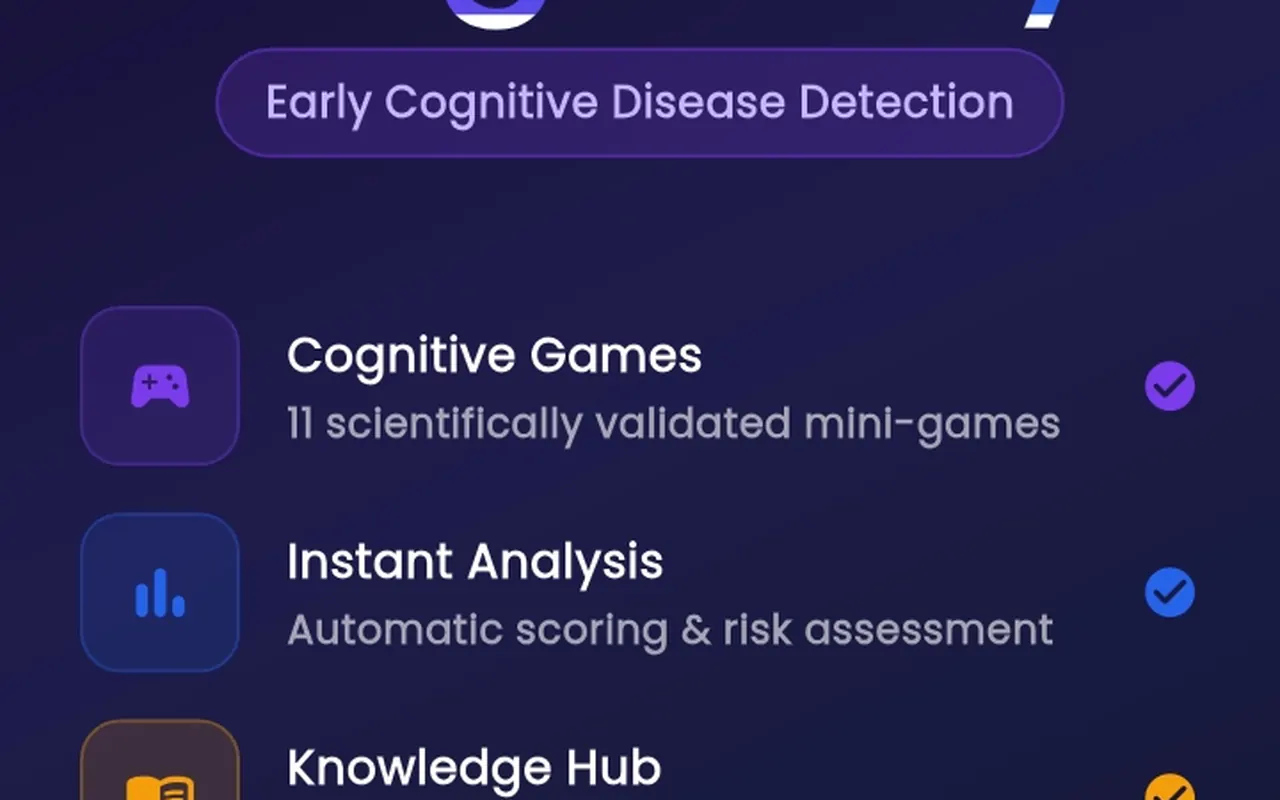 Early Cognitive Disease Detection
Cognitive Games
11 scientifically validated mini-games
Instant Analysis
Automatic scoring & risk assessment
Knowledge Hub